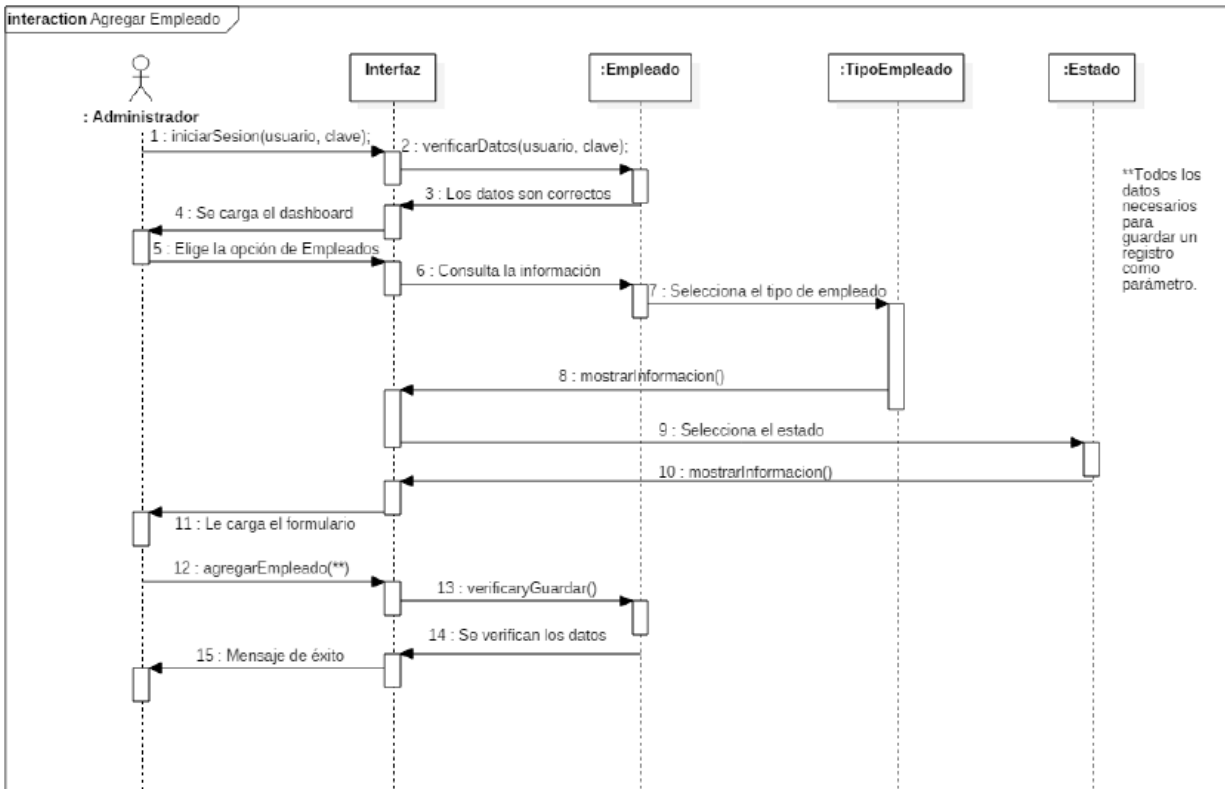 interaction Agregar Empleado
Interfaz
:Empleado
:TipoEmpleado
:Estado
: Administrador
1 : iniciarSesion(usuario, clave);
2 : verificarDatos(usuario, clave);
3 : Los datos son correctos
4 : Se carga el dashboard
5 : Elige la opción de Empleados
6 : Consulta la información
7 : Selecciona el tipo de empleado
8 : mostrarInformacion()
9 : Selecciona el estado
10 : mostrarInformacion()
11 : Le carga el formulario
12 : agregarEmpleado(**)
13 : verificaryGuardar()
14 : Se verifican los datos
15 : Mensaje de éxito
**Todos los
datos
necesarios
para
guardar un
registro
como
parámetro.